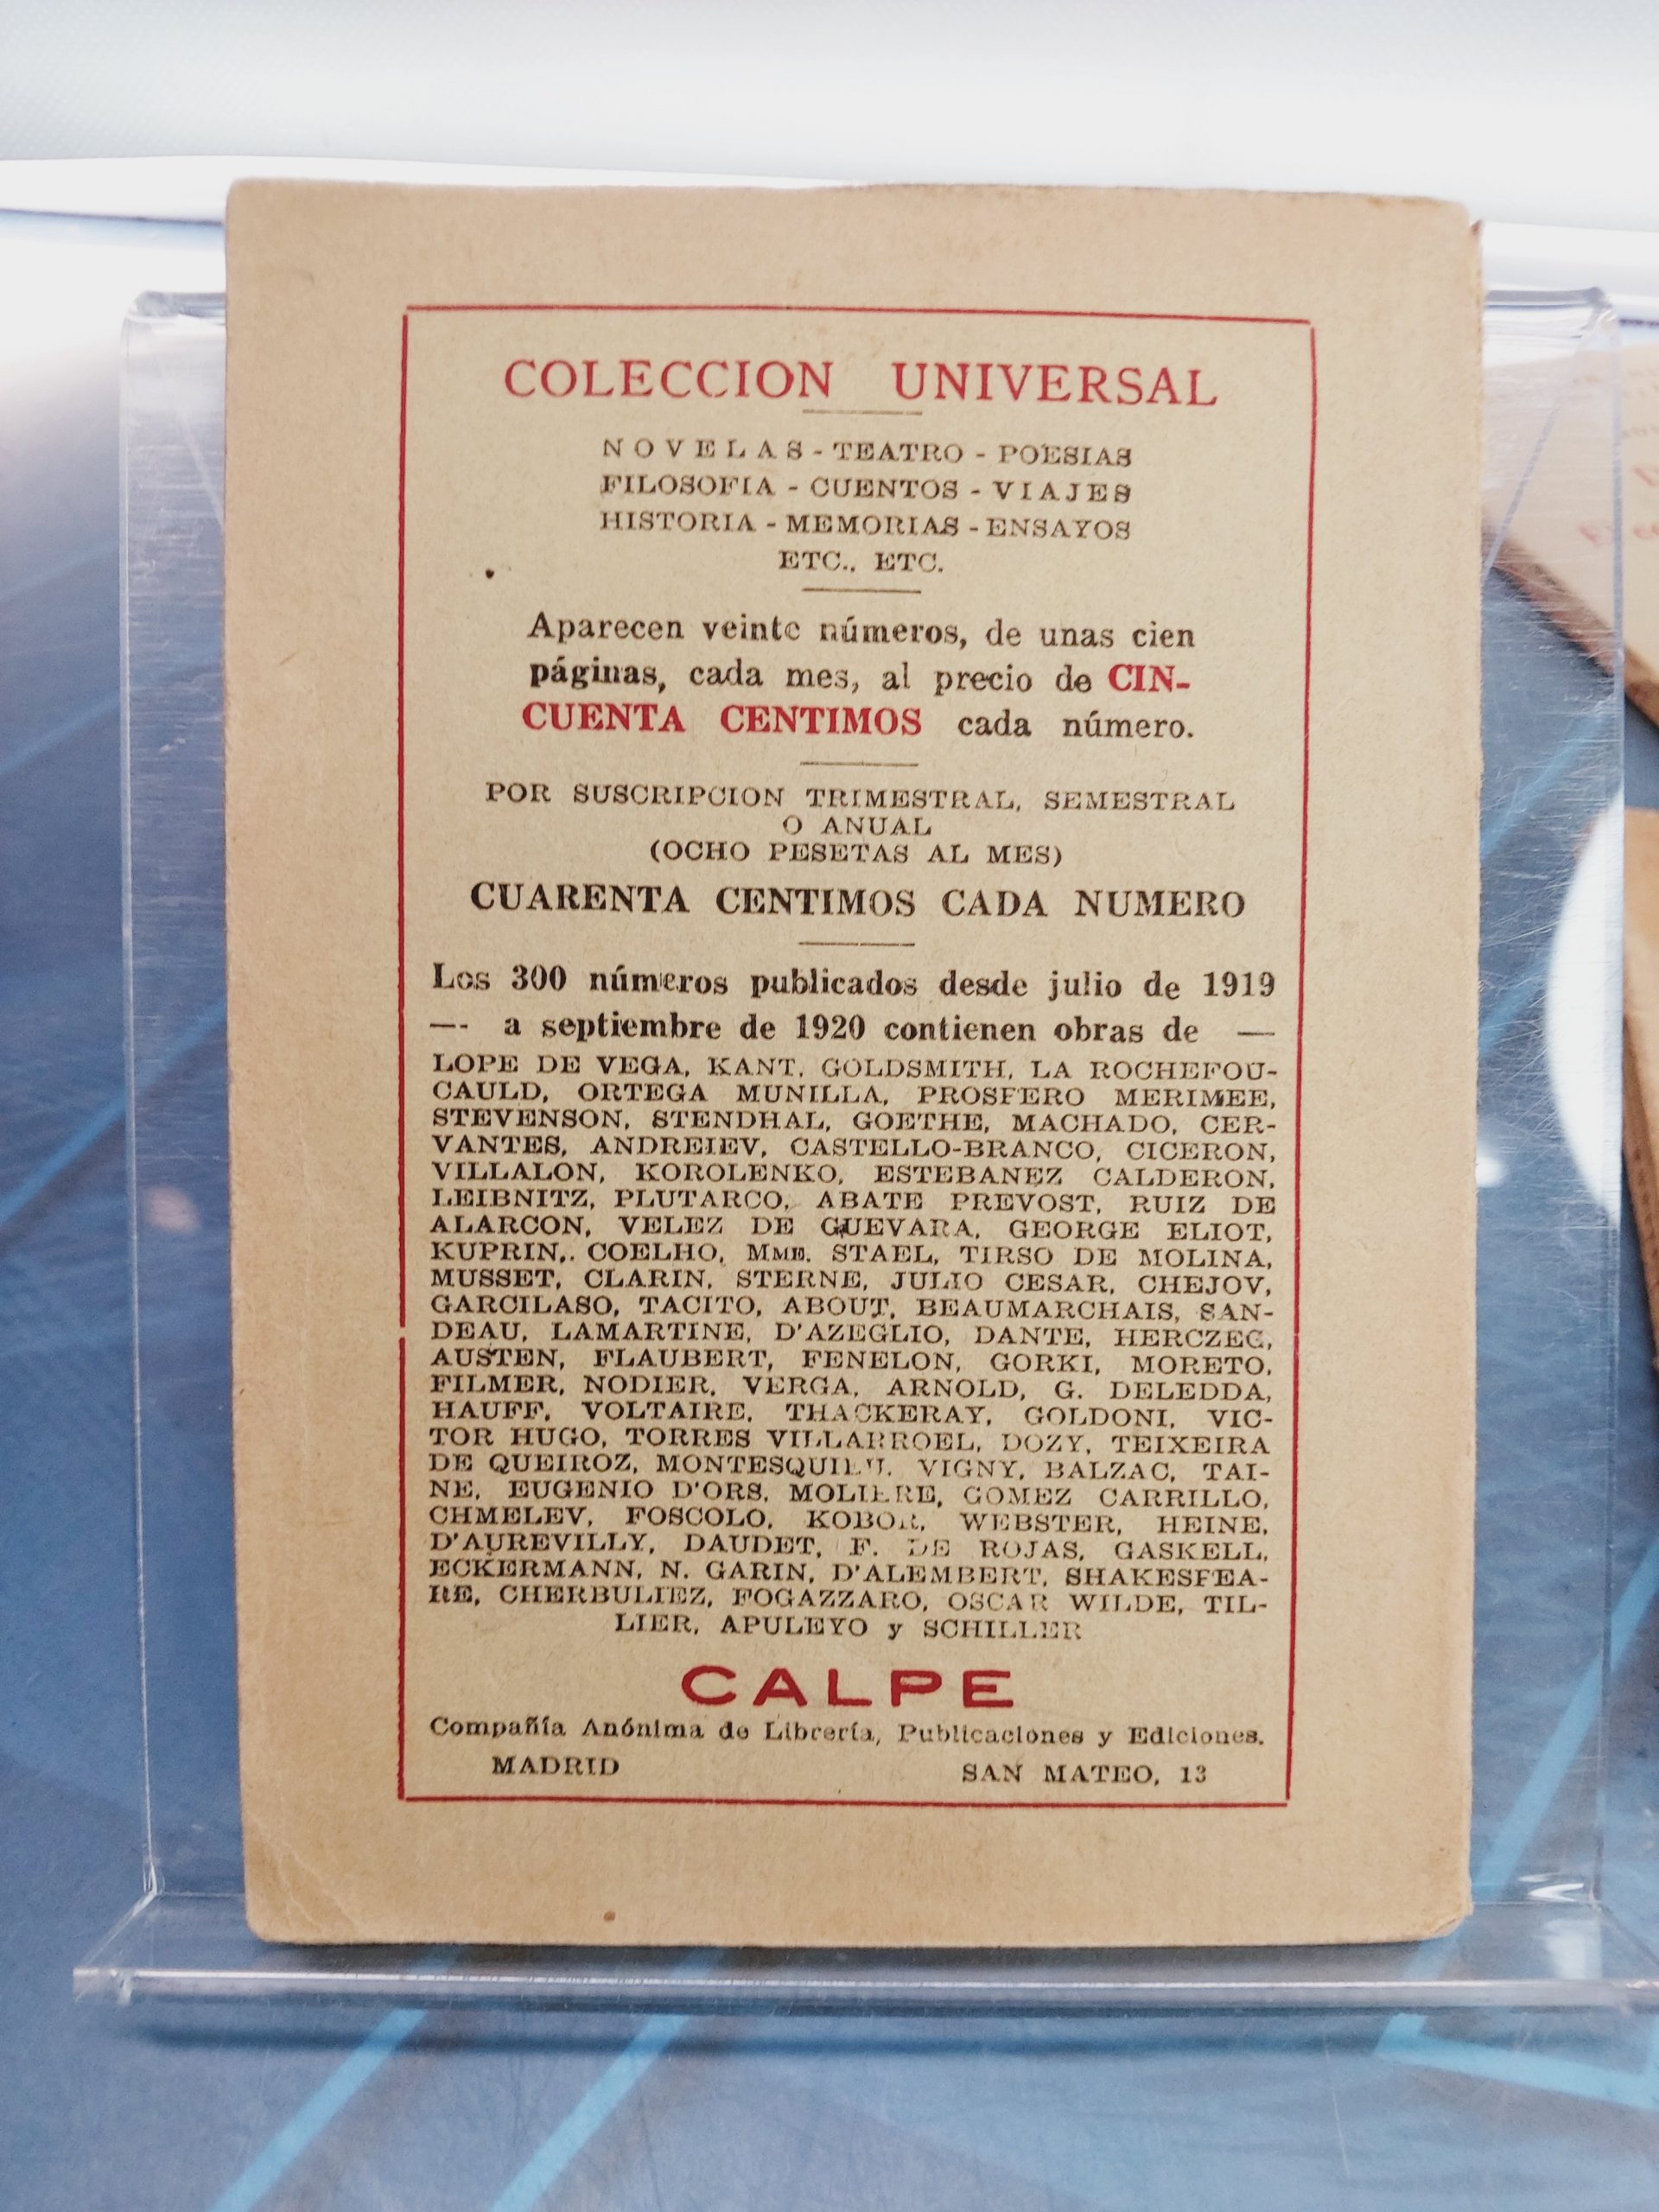 COLECCION UNIVERSAL
NOVELAS - TEATRO - POESIAS
FILOSOFIA - CUENTOS - VIAJES
HISTORIA - MEMORIAS - ENSAYOS
ETC., ETC.
Aparecen veinte números, de unas cien
páginas, cada mes, al precio de CIN-
CUENTA CENTIMOS cada número.
POR SUSCRIPCION TRIMESTRAL, SEMESTRAL
O ANUAL
(OCHO PESETAS AL MES)
CUARENTA CENTIMOS CADA NUMERO
Los 300 números publicados desde julio de 1919
— a septiembre de 1920 contienen obras de —
LOPE DE VEGA, KANT, GOLDSMITH, LA ROCHEFOU-
CAULD, ORTEGA MUNILLA, PROSPERO MERIMEE,
STEVENSON, STENDHAL, GOETHE, MACHADO, CER-
VANTES, ANDREIEV, CASTELLO-BRANCO, CICERON,
VILLALON, KOROLENKO, ESTEBANEZ CALDERON,
LEIBNITZ, PLUTARCO, ABATE PREVOST, RUIZ DE
ALARCON, VELEZ DE GUEVARA, GEORGE ELIOT,
KUPRIN,. COELHO, MME. STAEL, TIRSO DE MOLINA,
MUSSET, CLARIN, STERNE, JULIO CESAR, CHEJOV,
GARCILASO, TACITO, ABOUT, BEAUMARCHAIS, SAN-
DEAU, LAMARTINE, D'AZEGLIO, DANTE, HERCZEG,
AUSTEN, FLAUBERT, FENELON, GORKI, MORETO,
FILMER, NODIER, VERGA, ARNOLD, G. DELEDDA,
HAUFF, VOLTAIRE, THACKERAY, GOLDONI, VIC-
TOR HUGO, TORRES VILLARROEL, DOZY, TEIXEIRA
DE QUEIROZ, MONTESQUIEU, VIGNY, BALZAC, TAI-
NE, EUGENIO D'ORS, MOLIERE, GOMEZ CARRILLO,
CHMELEV, FOSCOLO, KOBOR, WEBSTER, HEINE,
D'AUREVILLY, DAUDET, F. DE ROJAS, GASKELL,
ECKERMANN, N. GARIN, D'ALEMBERT, SHAKESPEA-
RE, CHERBULIEZ, FOGAZZARO, OSCAR WILDE, TIL-
LIER, APULEYO y SCHILLER
CALPE
Compañía Anónima de Librería, Publicaciones y Ediciones.
MADRID SAN MATEO, 13